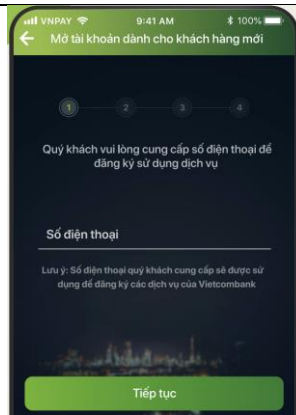 VNPAY 9:41 AM 100%
Mở tài khoản dành cho khách hàng mới
1 2 3 4
Quý khách vui lòng cung cấp số điện thoại để
đăng ký sử dụng dịch vụ
Số điện thoại
Lưu ý: Số điện thoại quý khách cung cấp sẽ được sử
dụng để đăng ký các dịch vụ của Vietcombank
Tiếp tục